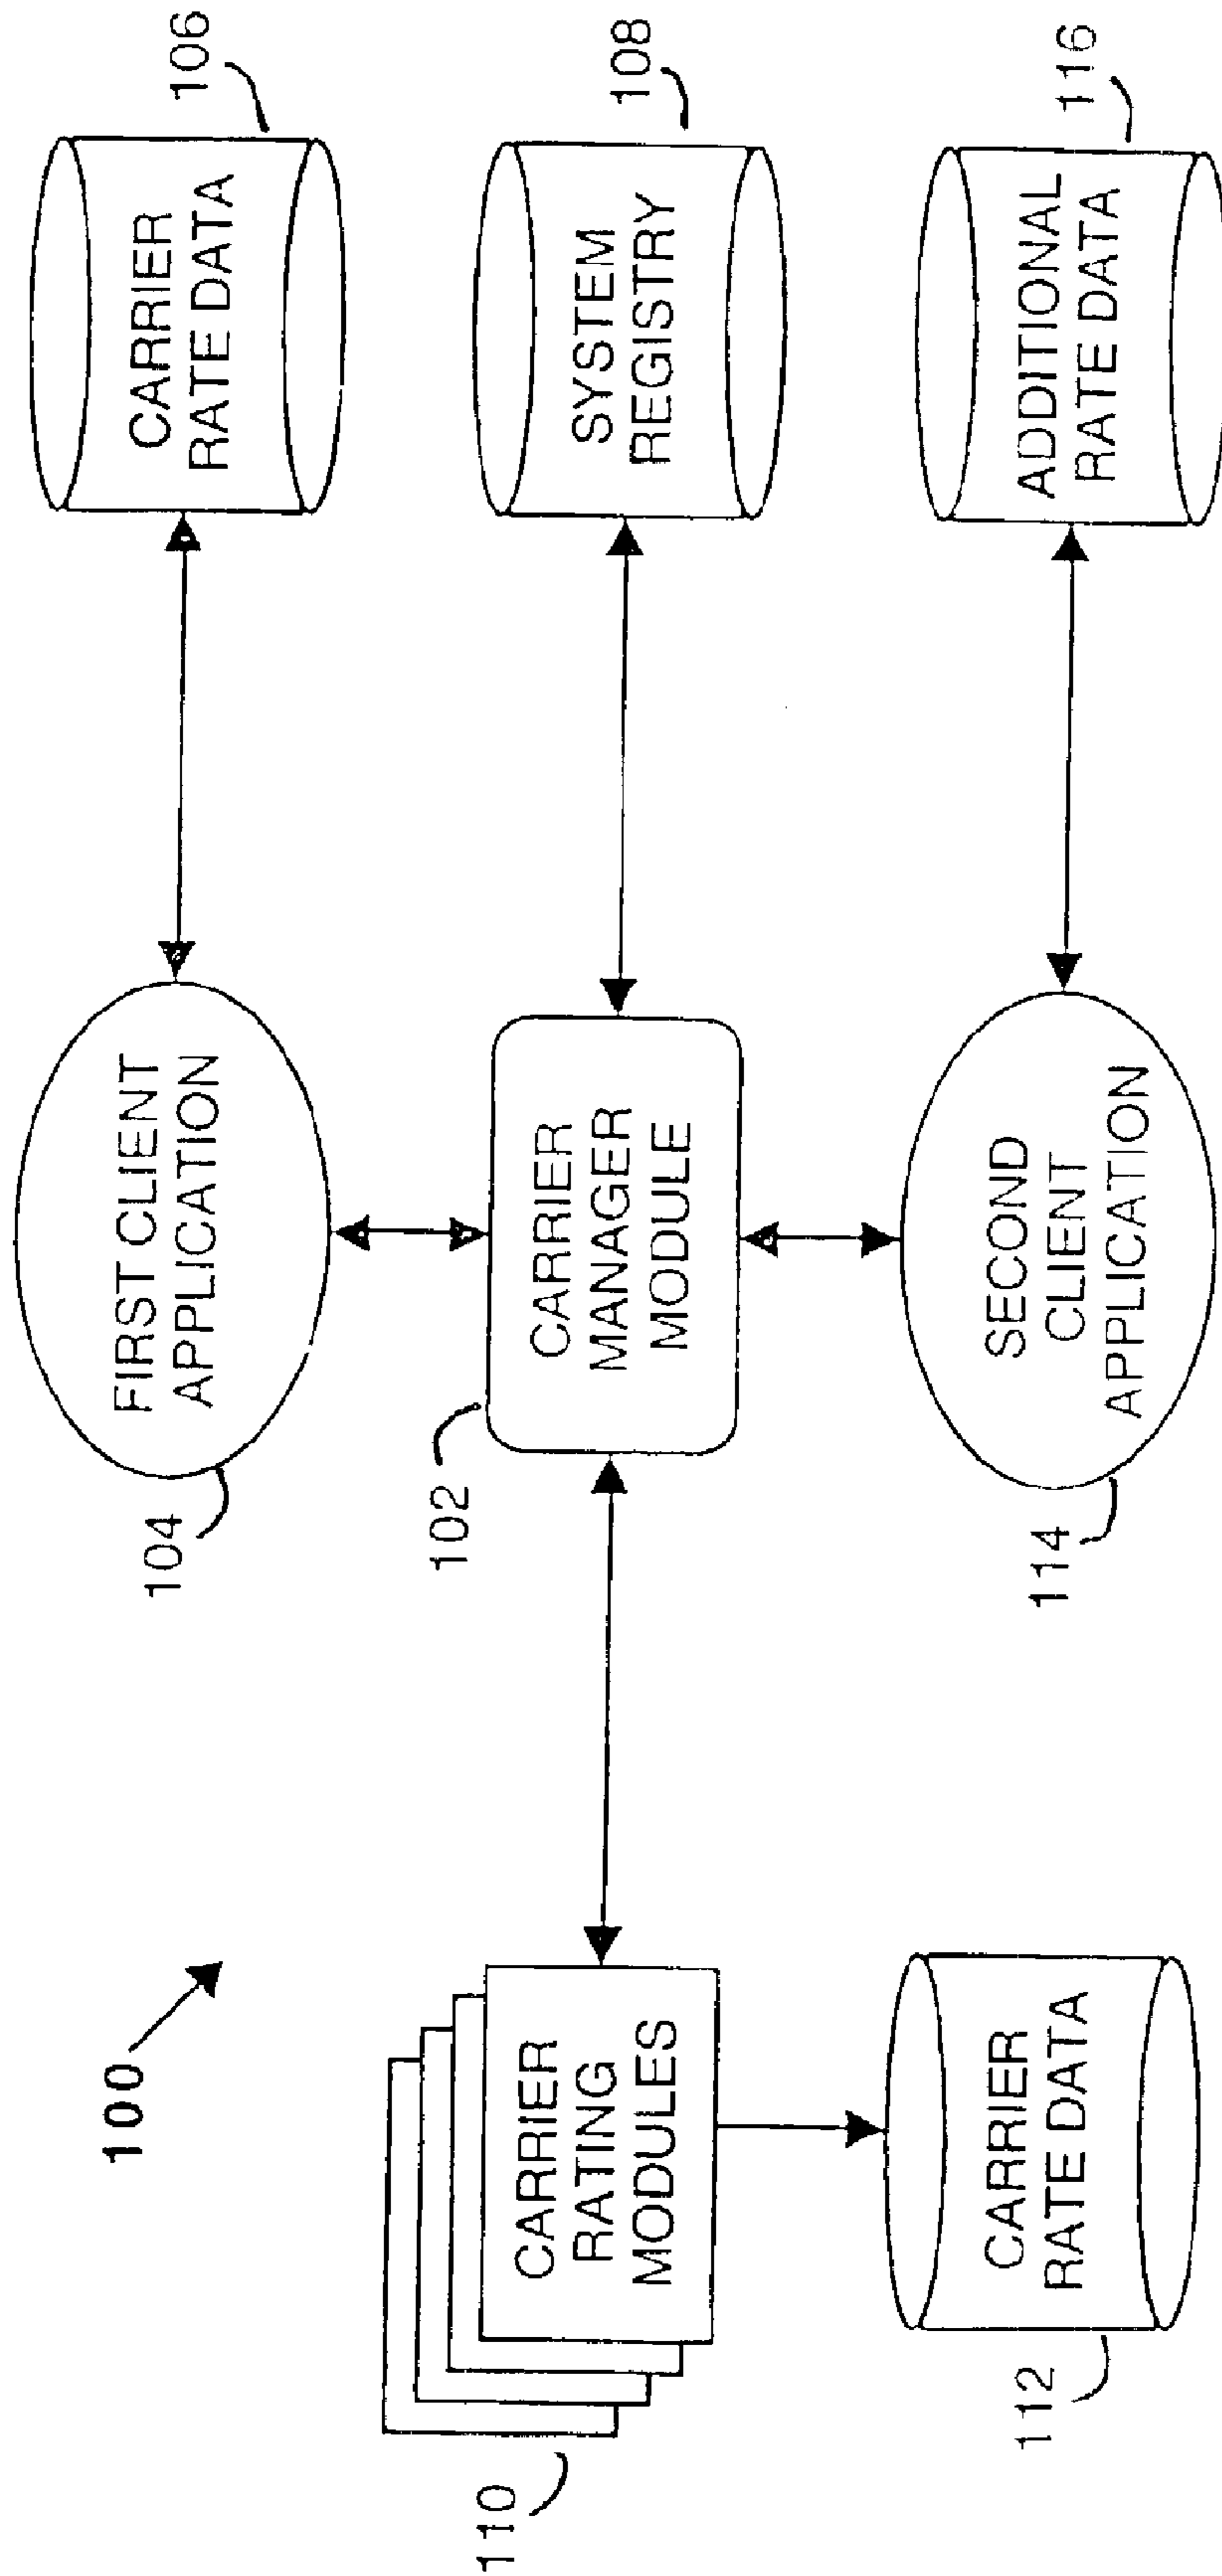 100
110
CARRIER
RATING
MODULES
112
CARRIER
RATE DATA
104
FIRST CLIENT
APPLICATION
102
CARRIER
MANAGER
MODULE
114
SECOND
CLIENT
APPLICATION
CARRIER
RATE DATA
106
SYSTEM
REGISTRY
108
ADDITIONAL
RATE DATA
116